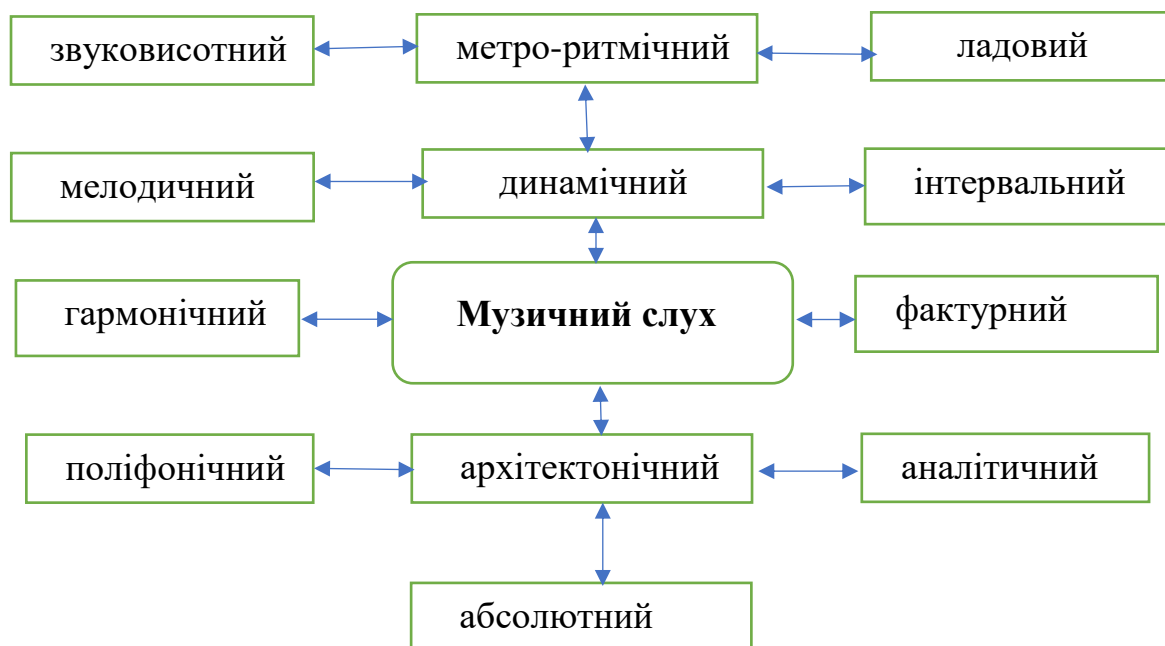 звуковисотний
метро-ритмічний
ладовий
мелодичний
динамічний
інтервальний
гармонічний
Музичний слух
фактурний
поліфонічний
архітектонічний
аналітичний
абсолютний